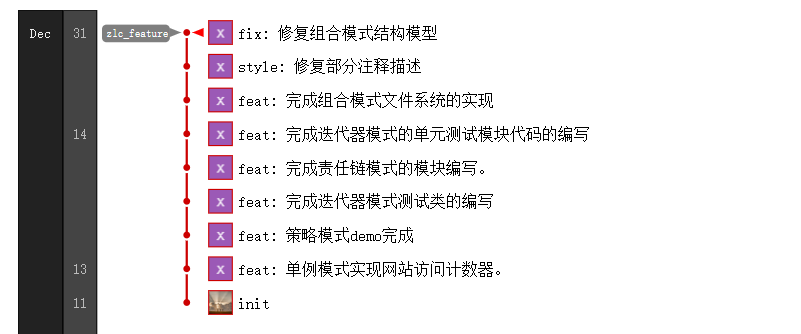 Dec 31 zlc_feature X fix: 修复组合模式结构模型
X style: 修复部分注释描述
X feat: 完成组合模式文件系统的实现
14 X feat: 完成迭代器模式的单元测试模块代码的编写
X feat: 完成责任链模式的模块编写。
X feat: 完成迭代器模式测试类的编写
X feat: 策略模式demo完成
13 X feat: 单例模式实现网站访问计数器。
11 init